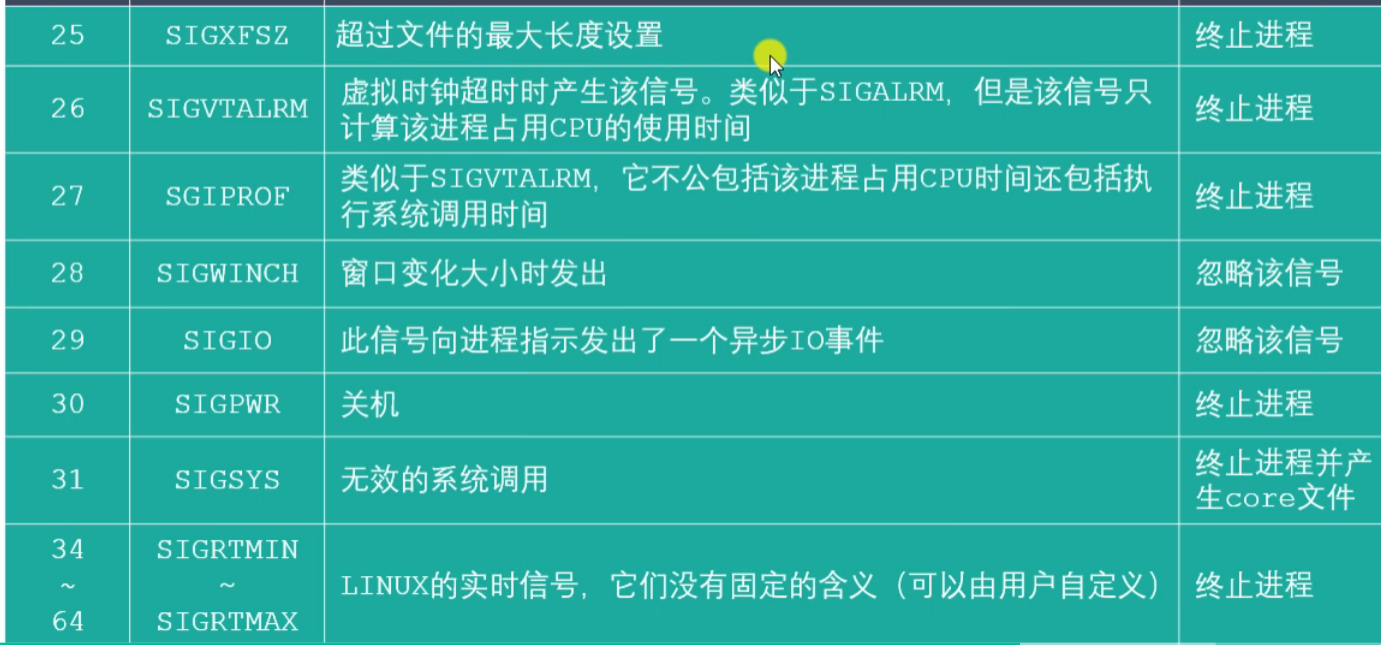 25 SIGXFSZ 超过文件的最大长度设置 终止进程
26 SIGVTALRM 虚拟时钟超时时产生该信号。类似于SIGALRM，但是该信号只
计算该进程占用CPU的使用时间 终止进程
27 SGIPROF 类似于SIGVTALRM，它不公包括该进程占用CPU时间还包括执
行系统调用时间 终止进程
28 SIGWINCH 窗口变化大小时发出 忽略该信号
29 SIGIO 此信号向进程指示发出了一个异步IO事件 忽略该信号
30 SIGPWR 关机 终止进程
31 SIGSYS 无效的系统调用 终止进程并产
生core文件
34
~
64
SIGRTMIN
~
SIGRTMAX
LINUX的实时信号，它们没有固定的含义（可以由用户自定义） 终止进程